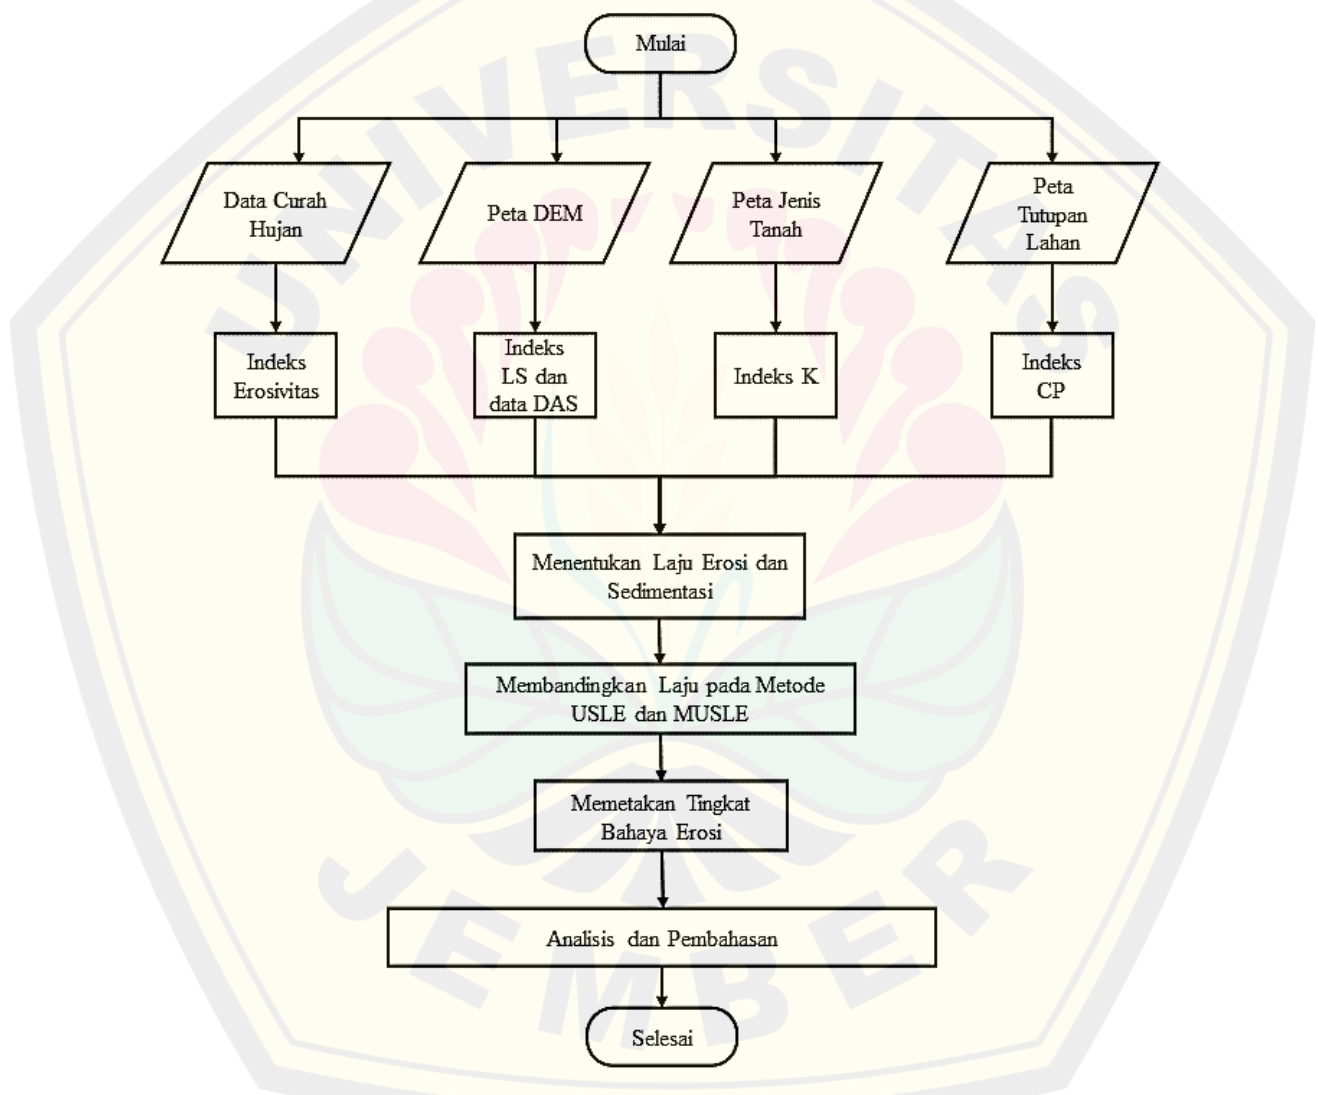 Mulai
Data Curah
Hujan
Peta DEM
Peta Jenis
Tanah
Peta
Tutupan
Lahan
Indeks
Erosivitas
Indeks
LS dan
data DAS
Indeks K
Indeks
CP
Menentukan Laju Erosi dan
Sedimentasi
Membandingkan Laju pada Metode
USLE dan MUSLE
Memetakan Tingkat
Bahaya Erosi
Analisis dan Pembahasan
Selesai
UNIVERSITAS
JEMBER